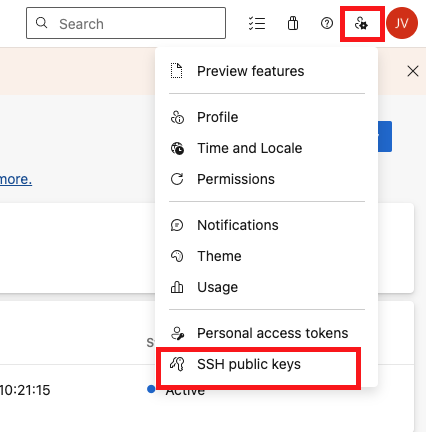 Search
JV
Preview features
Profile
Time and Locale
more.
Permissions
Notifications
Theme
Usage
Personal access tokens
S
SSH public keys
10:21:15
Active